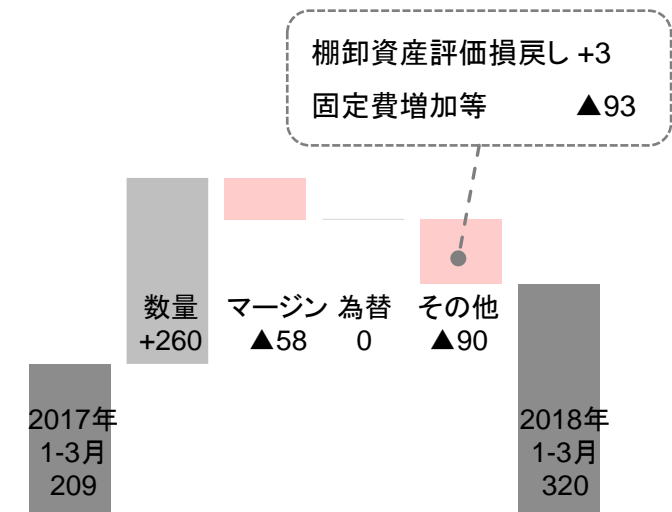 棚卸資産評価損戻し +3
固定費増加等 ▲93
数量
+260
マージン
▲58
為替
0
その他
▲90
2017年
1-3月
209
2018年
1-3月
320